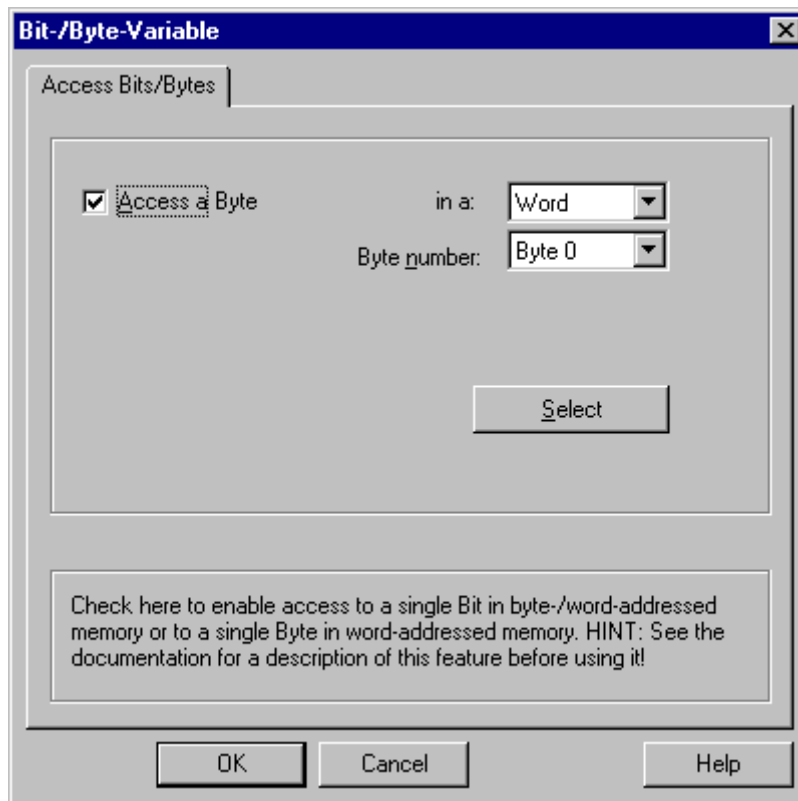 Bit-/Byte-Variable
Access Bits/Bytes
Access a Byte in a: Word
Byte number: Byte 0
Select
Check here to enable access to a single Bit in byte-/word-addressed
memory or to a single Byte in word-addressed memory. HINT: See the
documentation for a description of this feature before using it!
OK Cancel Help